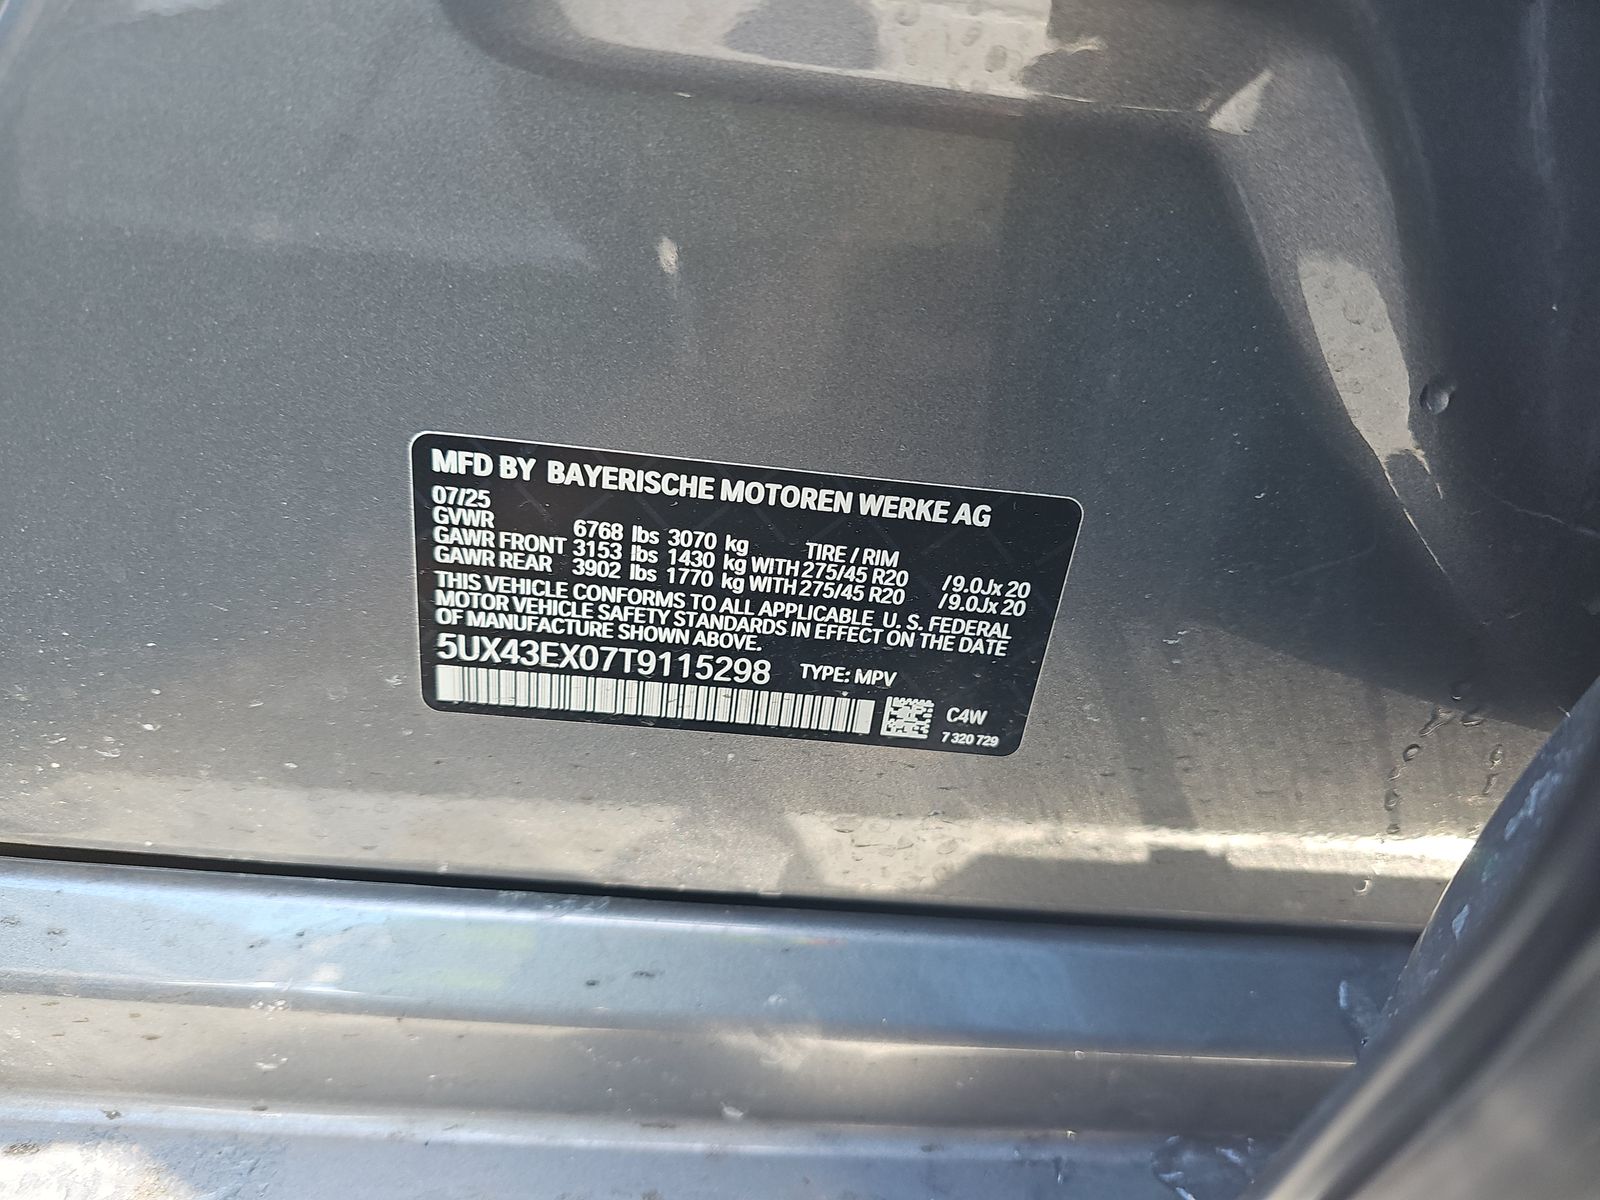 MFD BY BAYERISCHE MOTOREN WERKE AG
07/25
GVWR 6768 lbs 3070 kg TIRE / RIM
GAWR FRONT 3153 lbs 1430 kg WITH 275/45 R20 / 9.0Jx 20
GAWR REAR 3902 lbs 1770 kg WITH 275/45 R20 / 9.0Jx 20
THIS VEHICLE CONFORMS TO ALL APPLICABLE U. S. FEDERAL
MOTOR VEHICLE SAFETY STANDARDS IN EFFECT ON THE DATE
OF MANUFACTURE SHOWN ABOVE.
5UX43EX07T9115298 TYPE: MPV
C4W
7 320 729